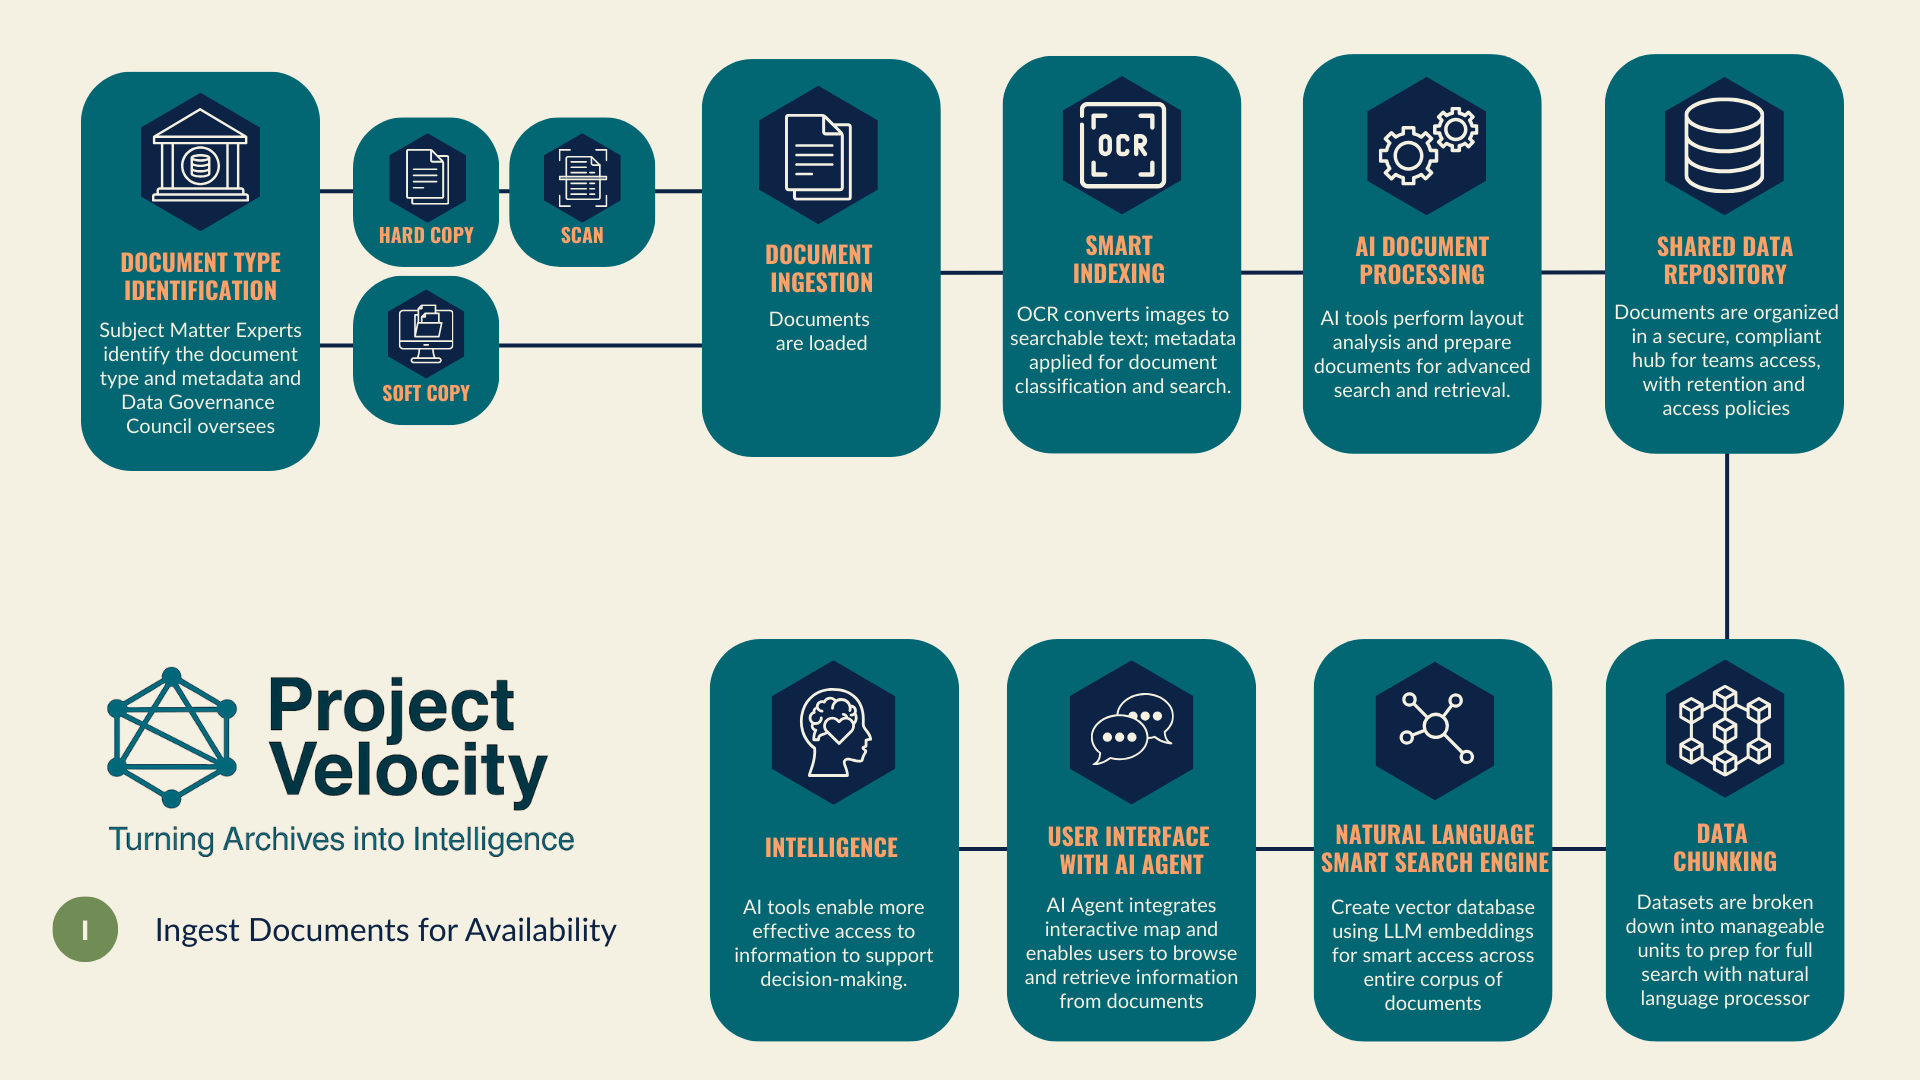 DOCUMENT TYPE
IDENTIFICATION
Subject Matter Experts
identify the document
type and metadata and
Data Governance
Council oversees
HARD COPY
SCAN
SOFT COPY
DOCUMENT
INGESTION
Documents
are loaded
OCR
SMART
INDEXING
OCR converts images to
searchable text; metadata
applied for document
classification and search.
AI DOCUMENT
PROCESSING
AI tools perform layout
analysis and prepare
documents for advanced
search and retrieval.
SHARED DATA
REPOSITORY
Documents are organized
in a secure, compliant
hub for teams access,
with retention and
access policies
Project
Velocity
Turning Archives into Intelligence
I
Ingest Documents for Availability
INTELLIGENCE
AI tools enable more
effective access to
information to support
decision-making.
USER INTERFACE
WITH AI AGENT
AI Agent integrates
interactive map and
enables users to browse
and retrieve information
from documents
NATURAL LANGUAGE
SMART SEARCH ENGINE
Create vector database
using LLM embeddings
for smart access across
entire corpus of
documents
DATA
CHUNKING
Datasets are broken
down into manageable
units to prep for full
search with natural
language processor